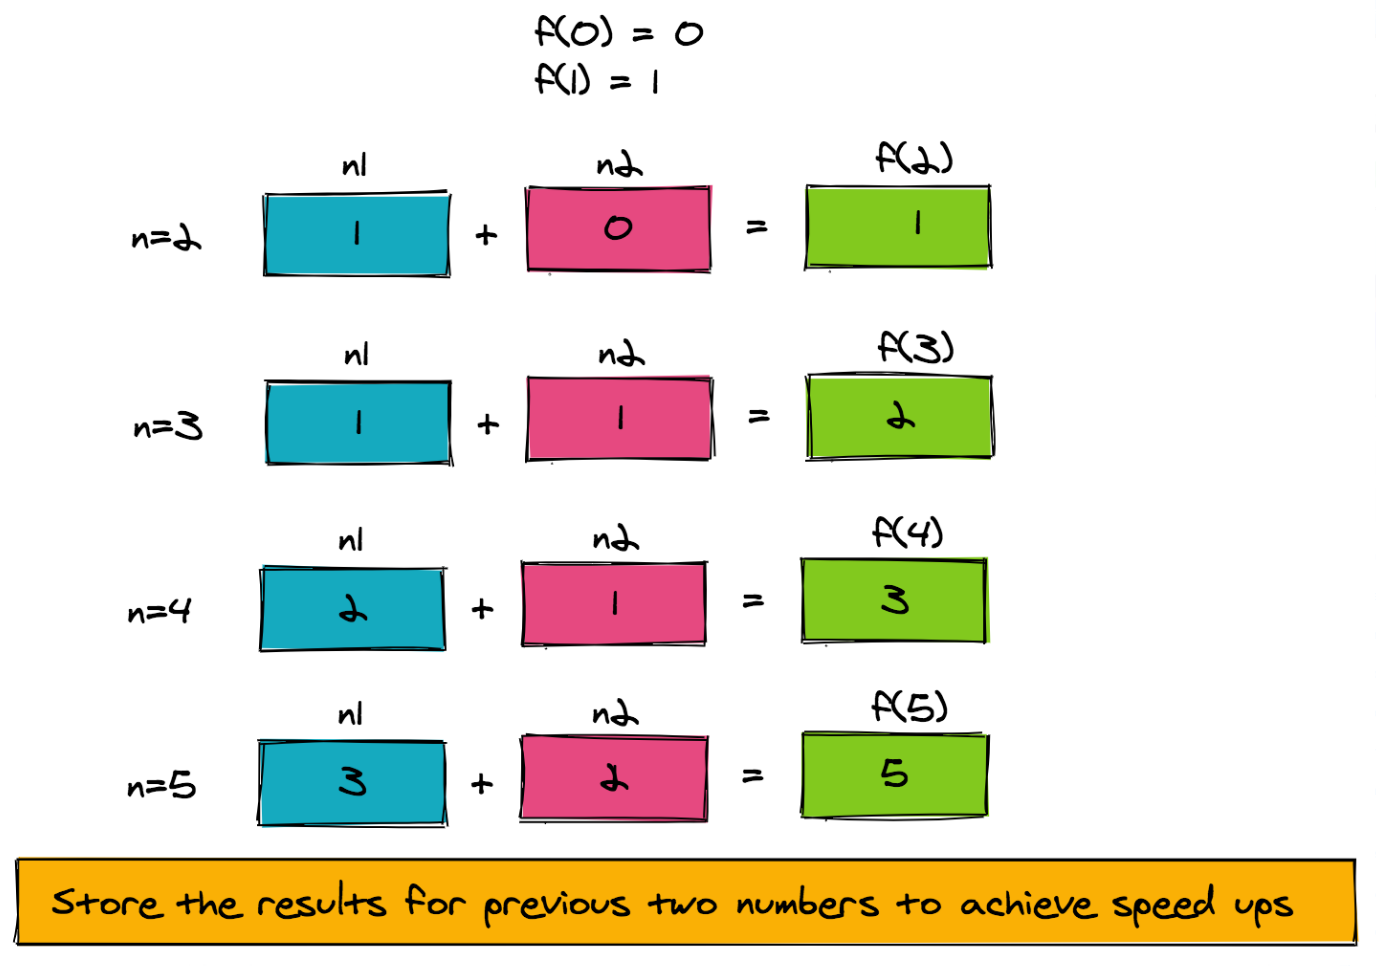 f(0) = 0
f(1) = 1
n1 n2 f(2)
n=2 1 + 0 = 1
n1 n2 f(3)
n=3 1 + 1 = 2
n1 n2 f(4)
n=4 2 + 1 = 3
n1 n2 f(5)
n=5 3 + 2 = 5
Store the results for previous two numbers to achieve speed ups